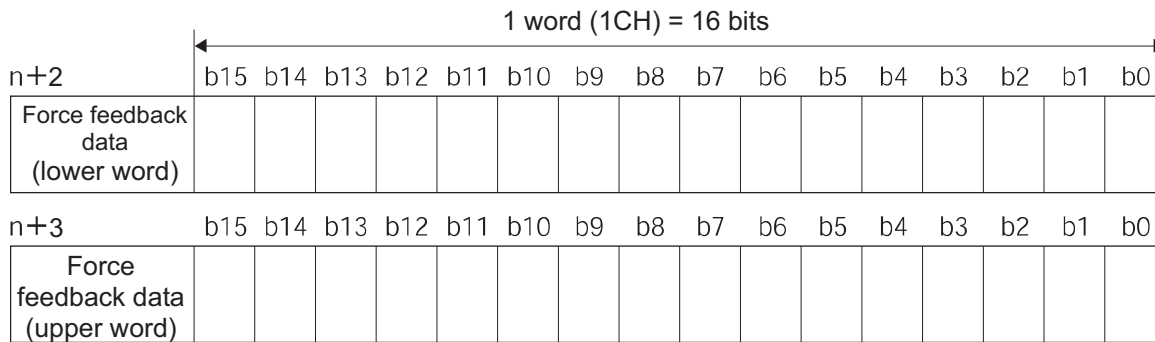 1 word (1CH) = 16 bits
n+2 b15 b14 b13 b12 b11 b10 b9 b8 b7 b6 b5 b4 b3 b2 b1 b0
Force feedback
data
(lower word)
n+3 b15 b14 b13 b12 b11 b10 b9 b8 b7 b6 b5 b4 b3 b2 b1 b0
Force
feedback data
(upper word)